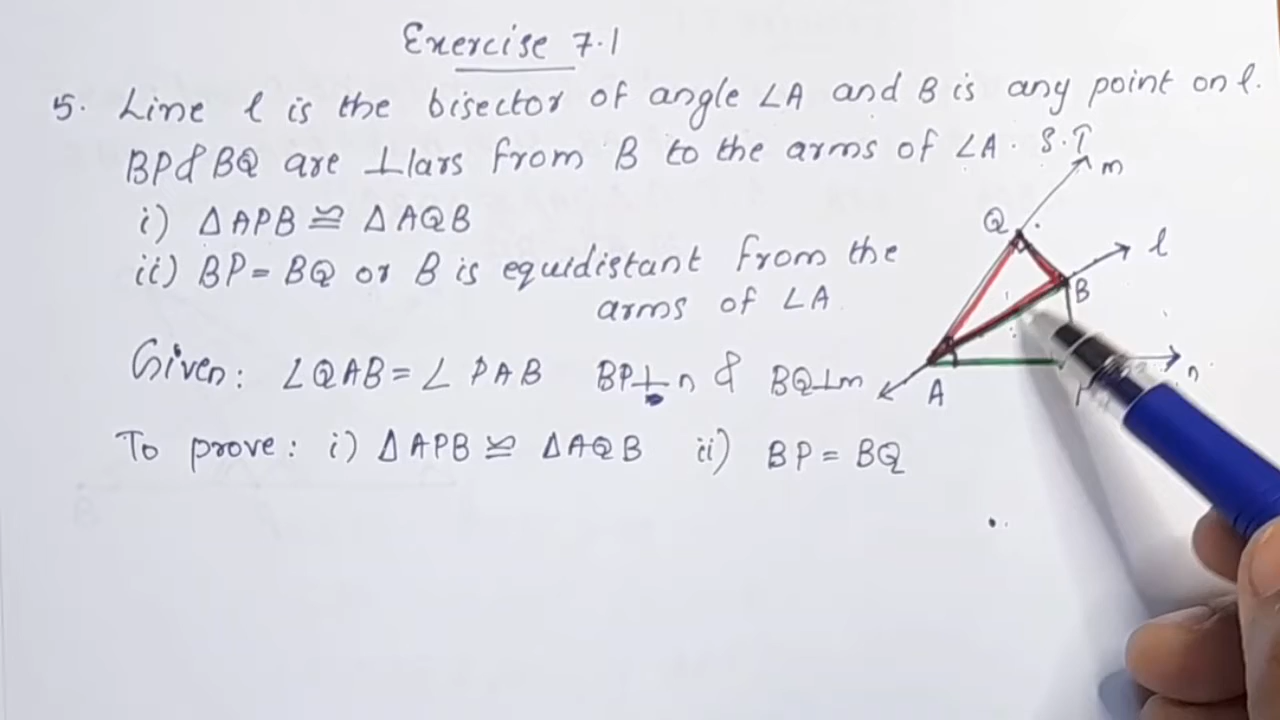 Exercise 7.1
5. Line l is the bisector of angle ∠A and B is any point on l.
BP & BQ are ⊥lars from B to the arms of ∠A. S.T
i) ΔAPB ≅ ΔAQB
ii) BP = BQ or B is equidistant from the
arms of ∠A
Given: ∠QAB = ∠PAB BP⊥n & BQ⊥m
To prove: i) ΔAPB ≅ ΔAQB ii) BP = BQ
m
Q
l
B
A
n